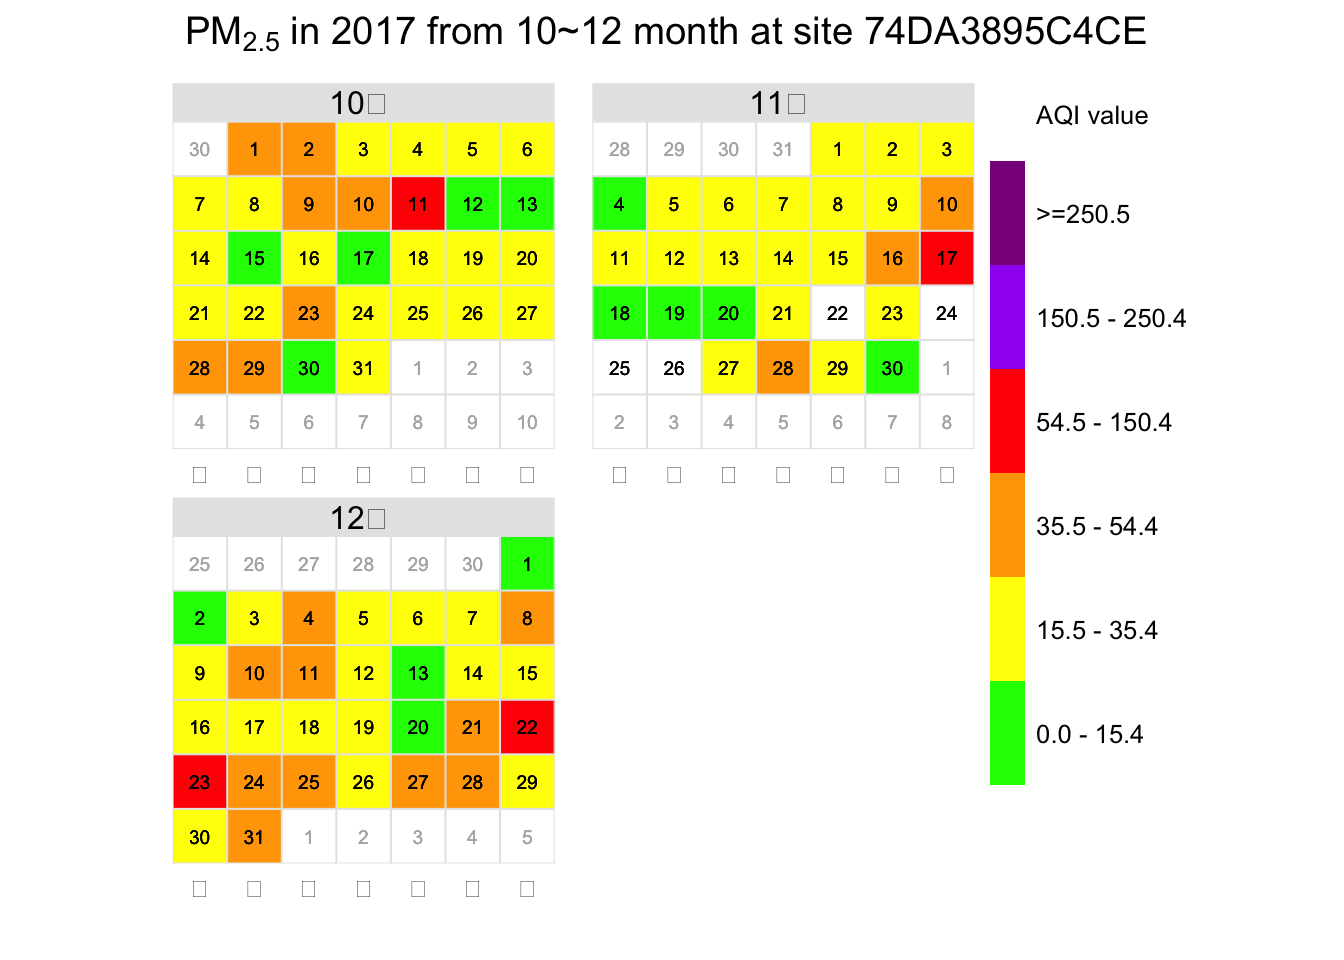 PM2.5 in 2017 from 10~12 month at site 74DA3895C4CE
10□
30 1 2 3 4 5 6
7 8 9 10 11 12 13
14 15 16 17 18 19 20
21 22 23 24 25 26 27
28 29 30 31 1 2 3
4 5 6 7 8 9 10
□ □ □ □ □ □ □
11□
28 29 30 31 1 2 3
4 5 6 7 8 9 10
11 12 13 14 15 16 17
18 19 20 21 22 23 24
25 26 27 28 29 30 1
2 3 4 5 6 7 8
□ □ □ □ □ □ □
12□
25 26 27 28 29 30 1
2 3 4 5 6 7 8
9 10 11 12 13 14 15
16 17 18 19 20 21 22
23 24 25 26 27 28 29
30 31 1 2 3 4 5
□ □ □ □ □ □ □
AQI value
>=250.5
150.5 - 250.4
54.5 - 150.4
35.5 - 54.4
15.5 - 35.4
0.0 - 15.4